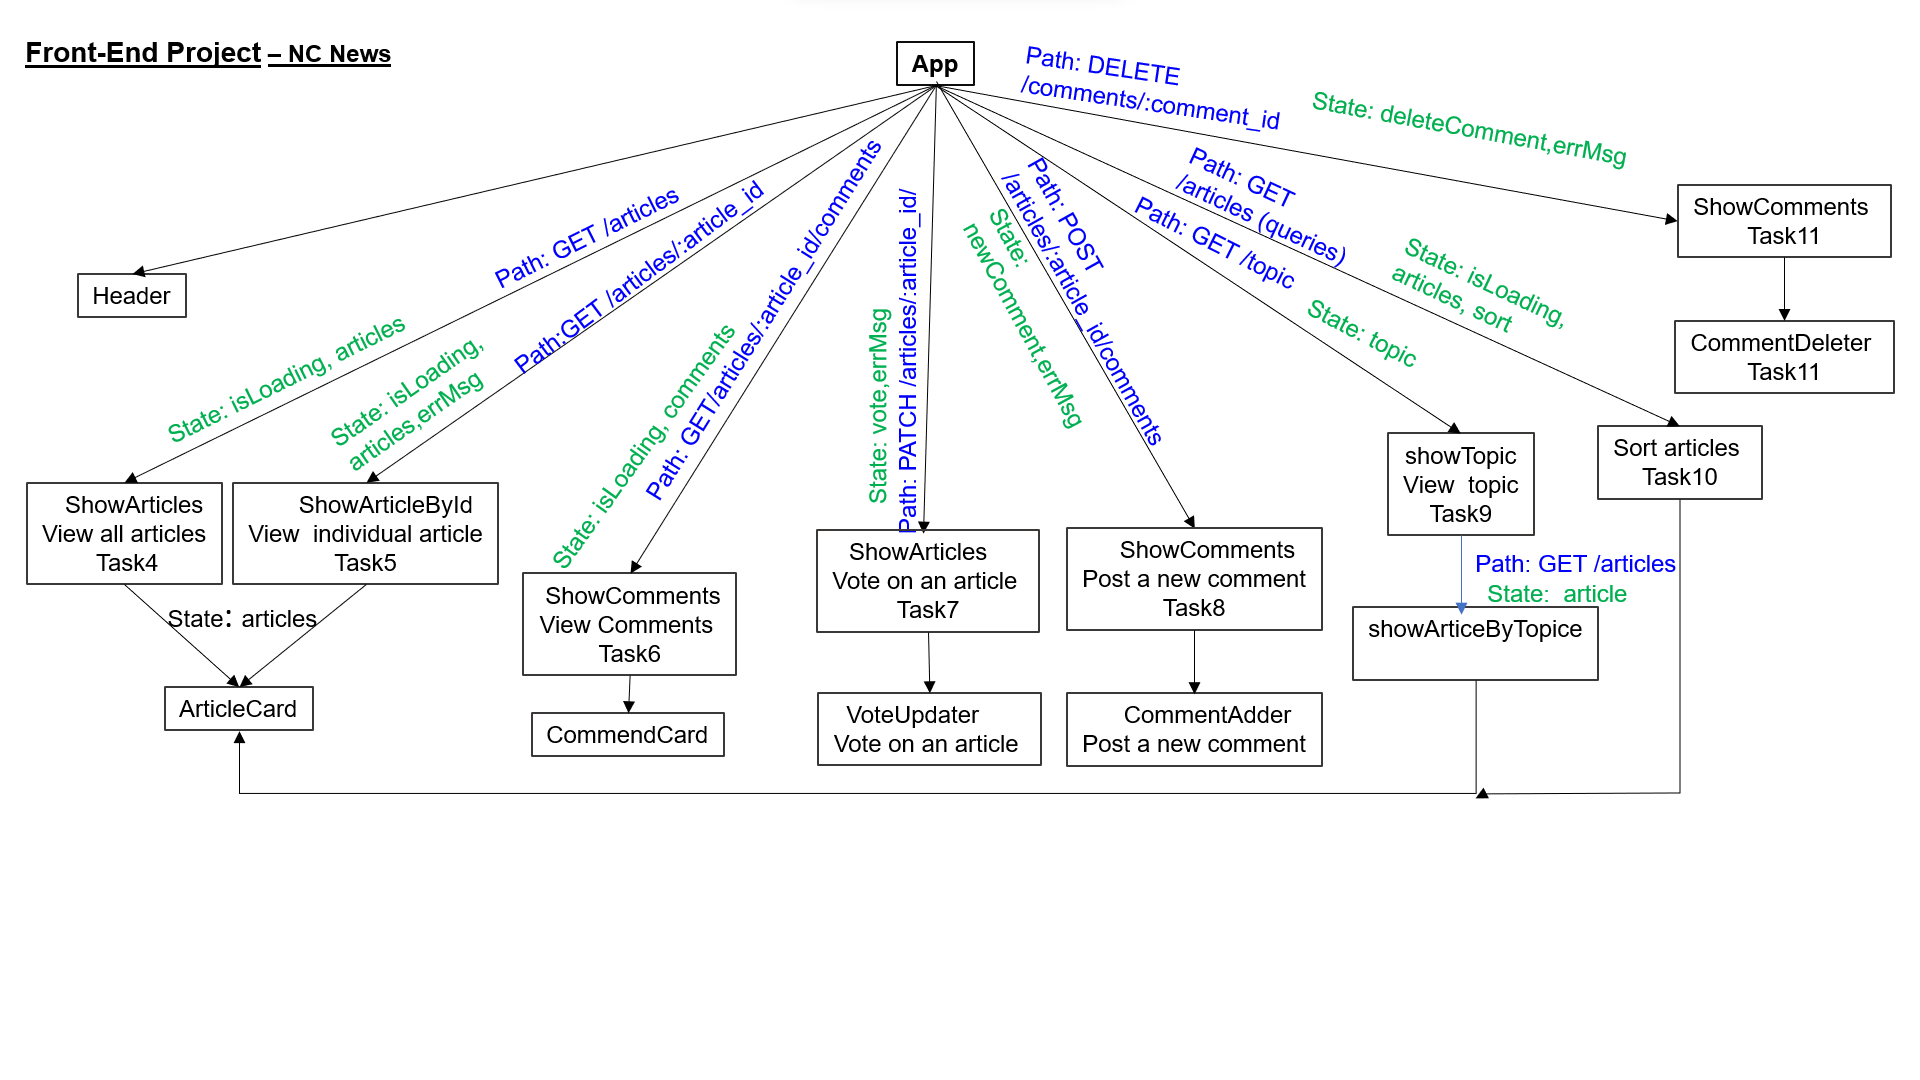 Front-End Project – NC News
App
Path: DELETE
/comments/:comment_id
State: deleteComment,errMsg
Path: GET
/articles (queries)
State: isLoading,
articles, sort
Path: GET /topic
State: topic
Path: POST
/articles/:article_id/comments
State:
newComment,errMsg
Path: PATCH /articles/:article_id/
State: vote,errMsg
Path: GET/articles/:article_id/comments
State: isLoading, comments
Path:GET /articles/:article_id
State: isLoading,
articles,errMsg
Path: GET /articles
State: isLoading, articles
Header
ShowComments
Task11
CommentDeleter
Task11
Sort articles
Task10
showTopic
View  topic
Task9
Path: GET /articles
State:  article
showArticeByTopice
ShowArticles
View all articles
Task4
ShowArticleById
View  individual article
Task5
State: articles
ArticleCard
ShowComments
View Comments
Task6
CommendCard
ShowArticles
Vote on an article
Task7
VoteUpdater
Vote on an article
ShowComments
Post a new comment
Task8
CommentAdder
Post a new comment